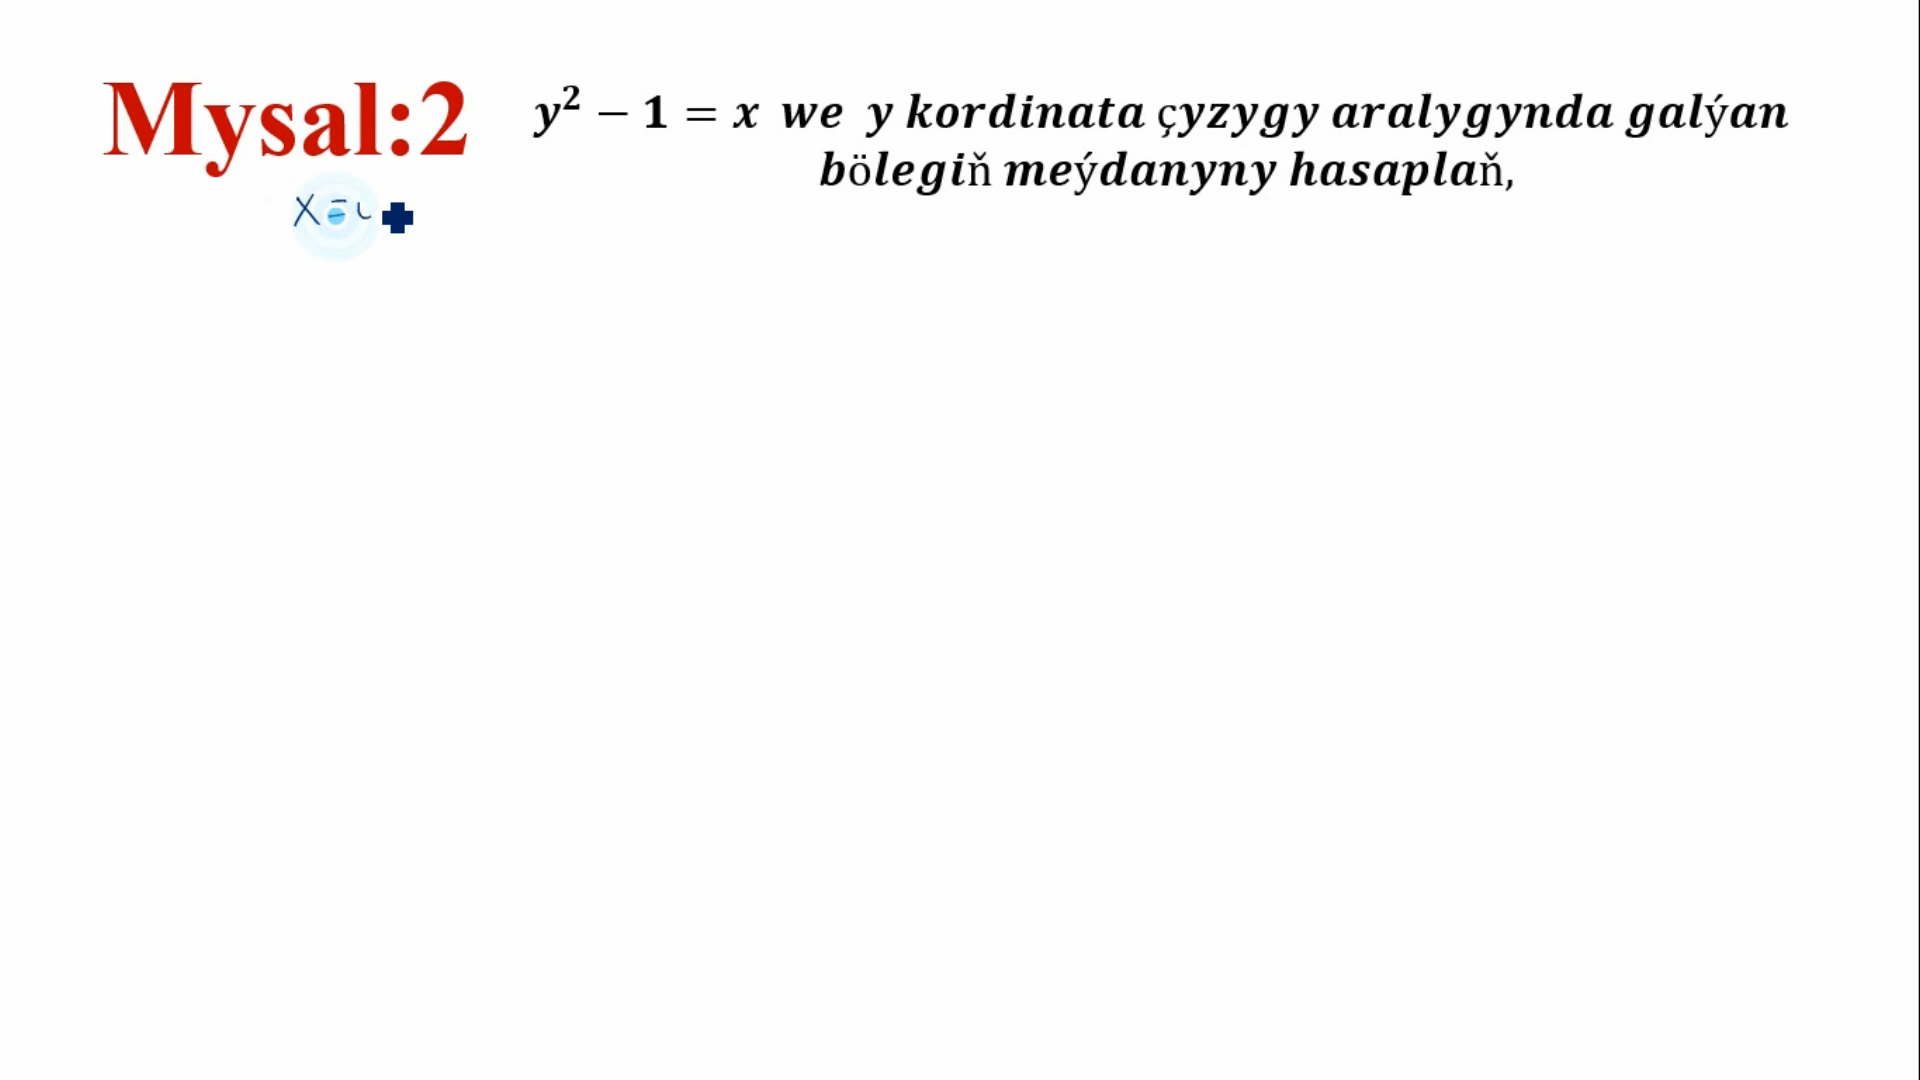 Mysal:2
y² − 1 = x we y kordinata çyzygy aralygynda galýan
bölegiň meýdanyny hasaplaň,